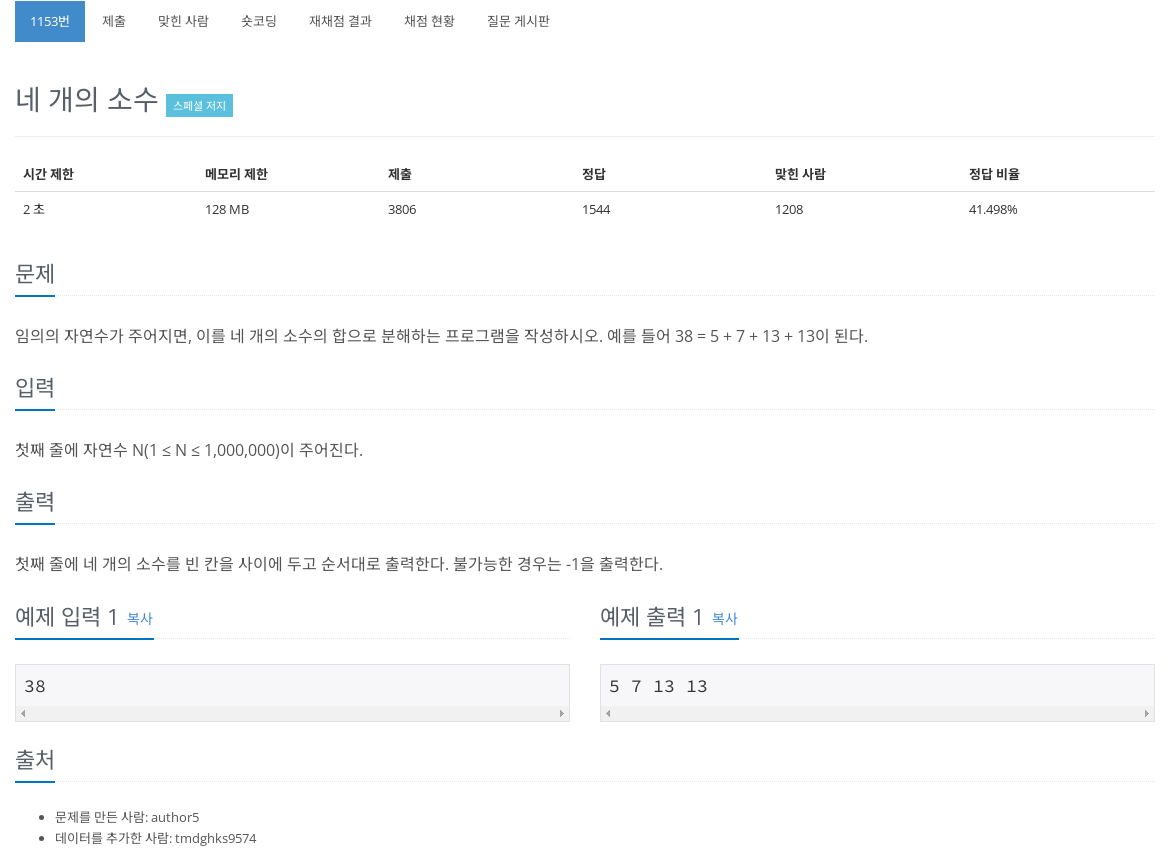 1153번 제출 맞힌 사람 숏코딩 재채점 결과 채점 현황 질문 게시판
네 개의 소수 스페셜 저지
시간 제한 메모리 제한 제출 정답 맞힌 사람 정답 비율
2 초 128 MB 3806 1544 1208 41.498%
문제
임의의 자연수가 주어지면, 이를 네 개의 소수의 합으로 분해하는 프로그램을 작성하시오. 예를 들어 38 = 5 + 7 + 13 + 13이 된다.
입력
첫째 줄에 자연수 N(1 ≤ N ≤ 1,000,000)이 주어진다.
출력
첫째 줄에 네 개의 소수를 빈 칸을 사이에 두고 순서대로 출력한다. 불가능한 경우는 -1을 출력한다.
예제 입력 1 복사 예제 출력 1 복사
38 5 7 13 13
출처
문제를 만든 사람: author5
데이터를 추가한 사람: tmdghks9574